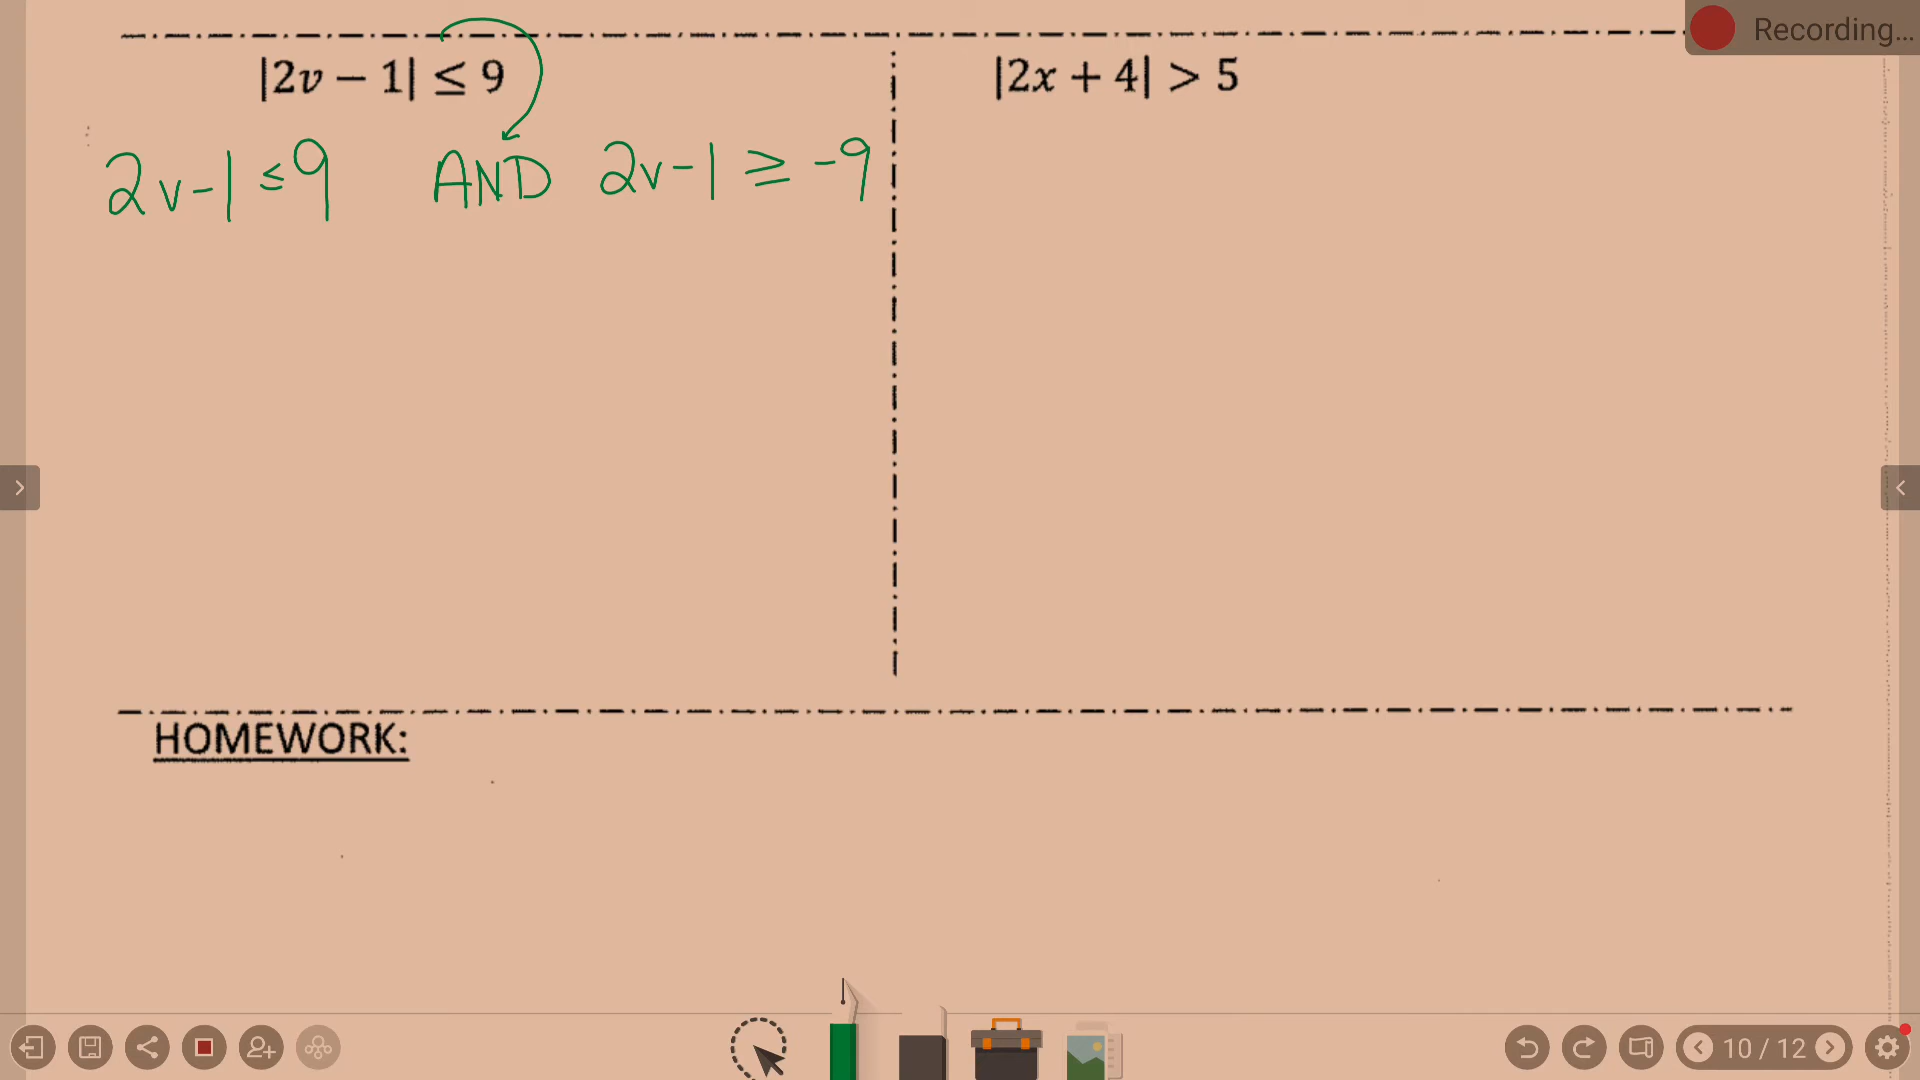 Recording...
|2v − 1| ≤ 9
|2x + 4| > 5
2v-1 ≤ 9 AND 2v-1 ≥ -9
HOMEWORK:
10 / 12